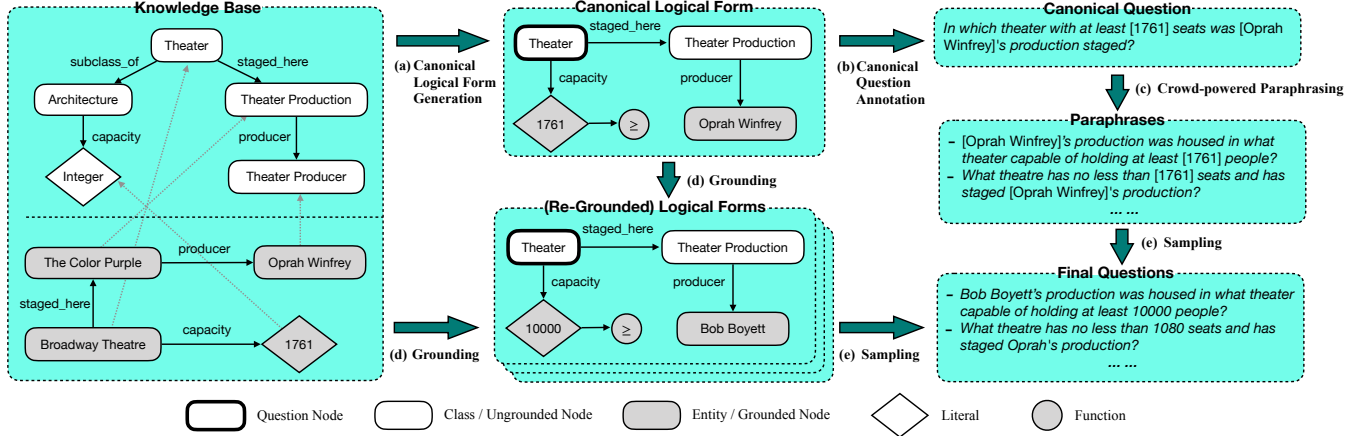 Knowledge Base
Theater
subclass_of
staged_here
Architecture
Theater Production
capacity
producer
Integer
Theater Producer
The Color Purple
producer
Oprah Winfrey
staged_here
Broadway Theatre
capacity
1761
(a) Canonical
Logical Form
Generation
Canonical Logical Form
Theater
staged_here
Theater Production
capacity
producer
1761
≥
Oprah Winfrey
(d) Grounding
(d) Grounding
(Re-Grounded) Logical Forms
Theater
staged_here
Theater Production
capacity
producer
10000
≥
Bob Boyett
(b) Canonical
Question
Annotation
(e) Sampling
Canonical Question
In which theater with at least [1761] seats was [Oprah
Winfrey]'s production staged?
(c) Crowd-powered Paraphrasing
Paraphrases
– [Oprah Winfrey]'s production was housed in what
theater capable of holding at least [1761] people?
– What theatre has no less than [1761] seats and has
staged [Oprah Winfrey]'s production?
... ...
(e) Sampling
Final Questions
– Bob Boyett's production was housed in what theater
capable of holding at least 10000 people?
– What theatre has no less than 1080 seats and has
staged Oprah's production?
... ...
Question Node
Class / Ungrounded Node
Entity / Grounded Node
Literal
Function